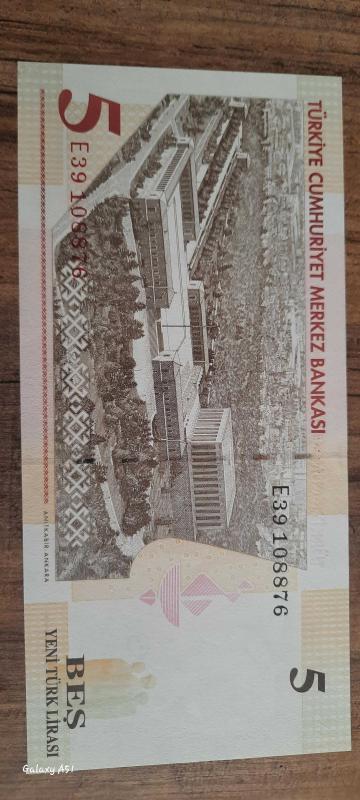 TÜRKİYE CUMHURİYET MERKEZ BANKASI
5
E39108876
E39108876
5
ANITKABİR ANKARA
BEŞ
YENİ TÜRK LİRASI
Galaxy A51